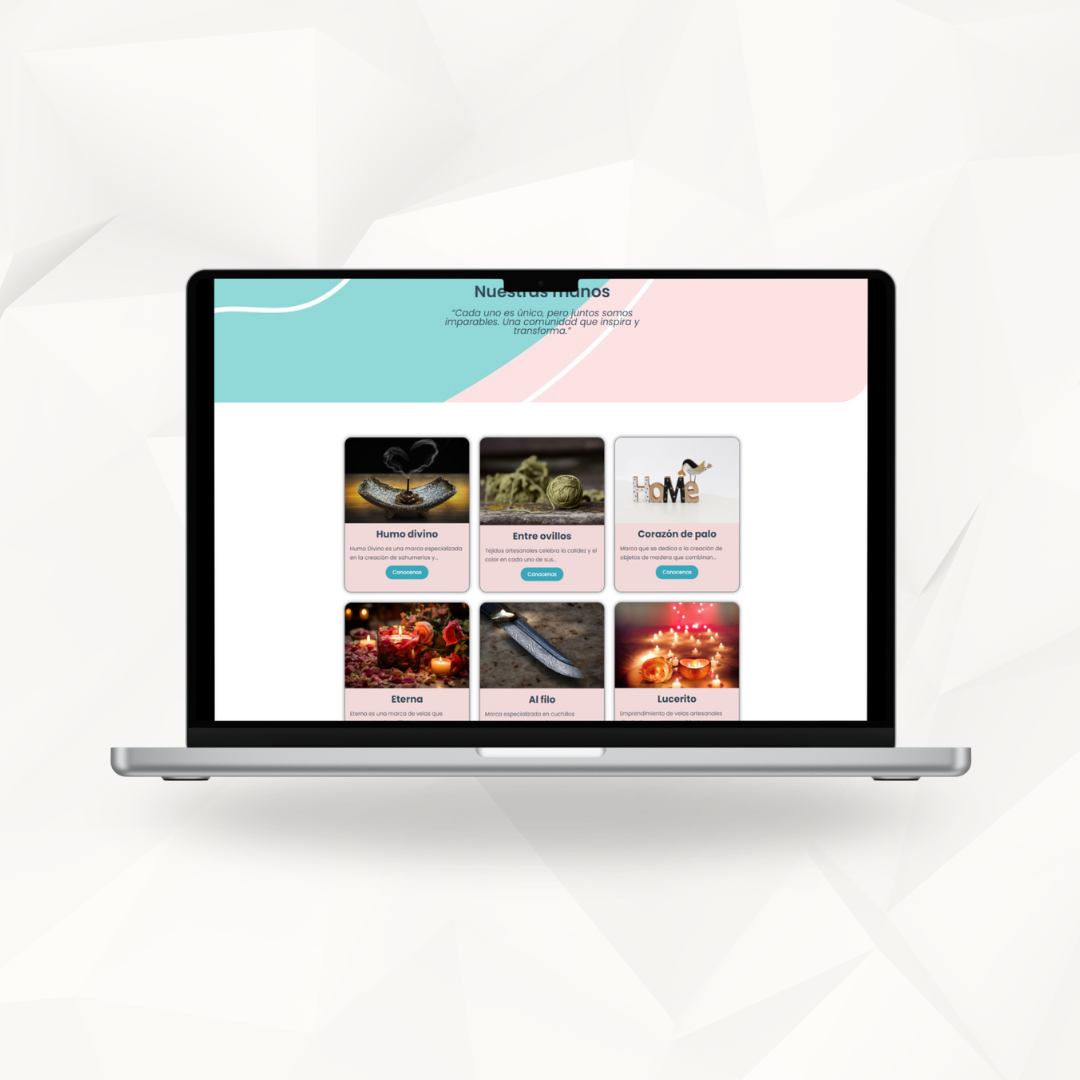 Nuestras manos
"Cada uno es único, pero juntos somos
imparables. Una comunidad que inspira y
transforma."
HOME
Humo divino
Humo Divino es una marca especializada
en la creación de sahumerios y...
Conocenos
Entre ovillos
Tejidos artesanales celebra la calidez y el
color en cada uno de sus...
Conocenos
Corazón de palo
Marca que se dedica a la creación de
objetos de madera que combinan...
Conocenos
Eterna
Eterna es una marca de velas que
Al filo
Marca especializada en cuchillos
Lucerito
Emprendimiento de velas artesanales